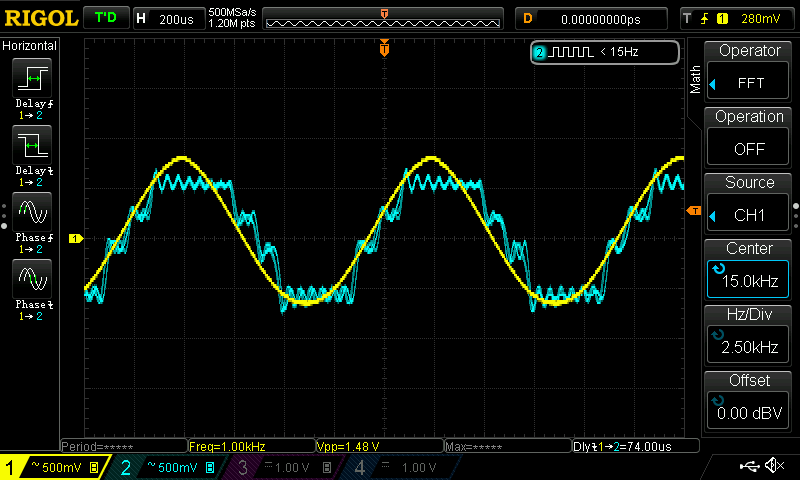 RIGOL T'D H 200us 500MSa/s 1.20M pts T D 0.00000000ps T 1 280mV
Horizontal
T
2 < 15Hz
Math
Operator
FFT
Delay
1→2
Operation
OFF
Delay
1→2
Source
CH1
Phase
1→2
T
1
Center
15.0kHz
Phase
1→2
Hz/Div
2.50kHz
Offset
0.00 dBV
Period=***** Freq=1.00kHz Vpp=1.48 V Max=***** Dly1→2=74.00us
1 ~ 500mV B 2 ~ 500mV B 3 1.00 V 4 1.00 V